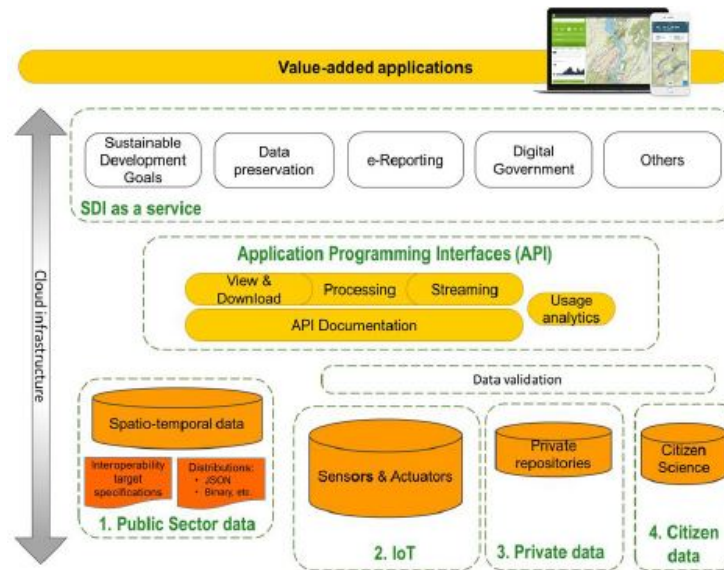 Value-added applications
Sustainable
Development
Goals
Data
preservation
e-Reporting
Digital
Government
Others
SDI as a service
Cloud infrastructure
Application Programming Interfaces (API)
View &
Download
Processing
Streaming
API Documentation
Usage
analytics
Data validation
Spatio-temporal data
Interoperability
target
specifications
Distributions:
• JSON
• Binary, etc.
1. Public Sector data
Sensors & Actuators
2. IoT
Private
repositories
3. Private data
Citizen
Science
4. Citizen
data